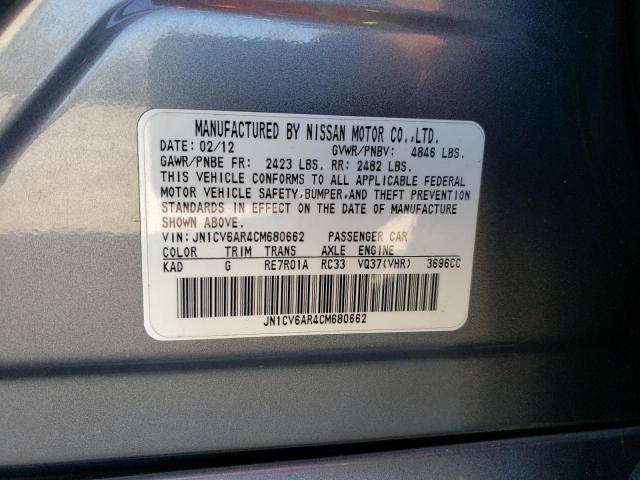 MANUFACTURED BY NISSAN MOTOR CO.,LTD.
DATE: 02/12 GVWR/PNBV: 4846 LBS.
GAWR/PNBE FR: 2423 LBS. RR: 2482 LBS.
THIS VEHICLE CONFORMS TO ALL APPLICABLE FEDERAL
MOTOR VEHICLE SAFETY,BUMPER,AND THEFT PREVENTION
STANDARDS IN EFFECT ON THE DATE OF MANUFACTURE
SHOWN ABOVE.
VIN: JN1CV6AR4CM680662 PASSENGER CAR
COLOR TRIM TRANS AXLE ENGINE
KAD G RE7R01A RC33 VQ37(VHR) 3696CC
JN1CV6AR4CM680662